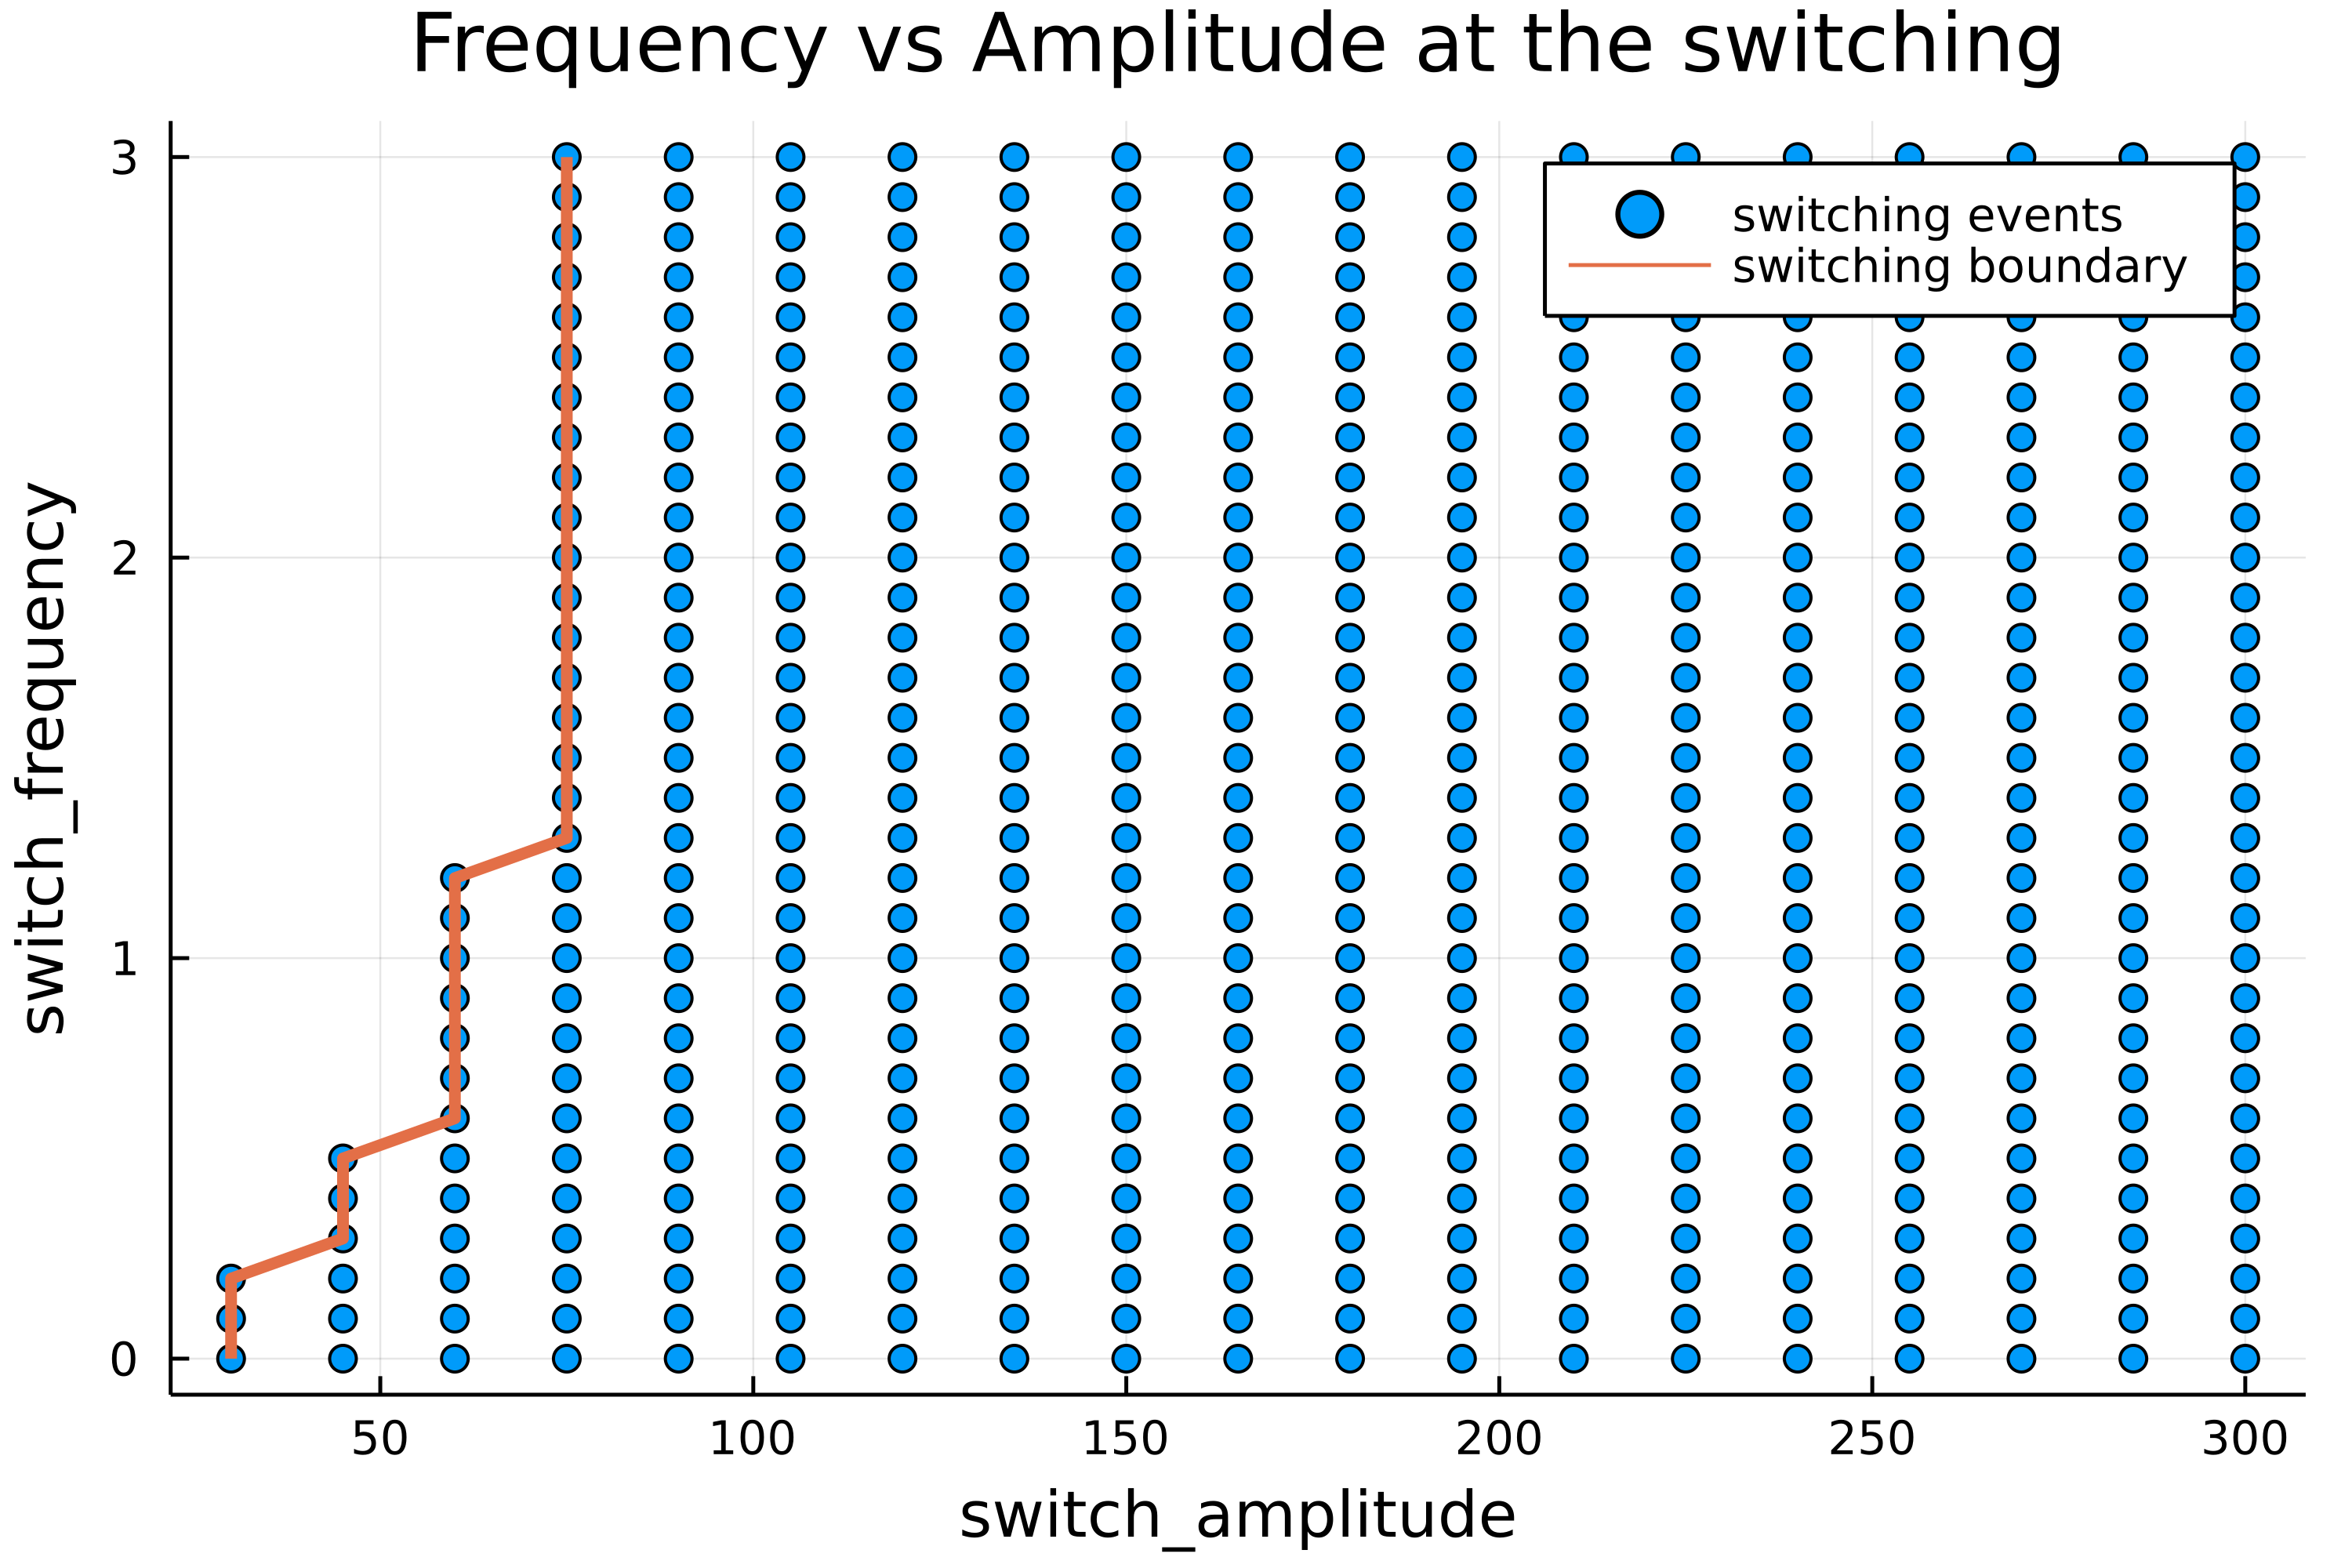 Frequency vs Amplitude at the switching
switching events
switching boundary
switch_frequency
3
2
1
0
50 100 150 200 250 300
switch_amplitude